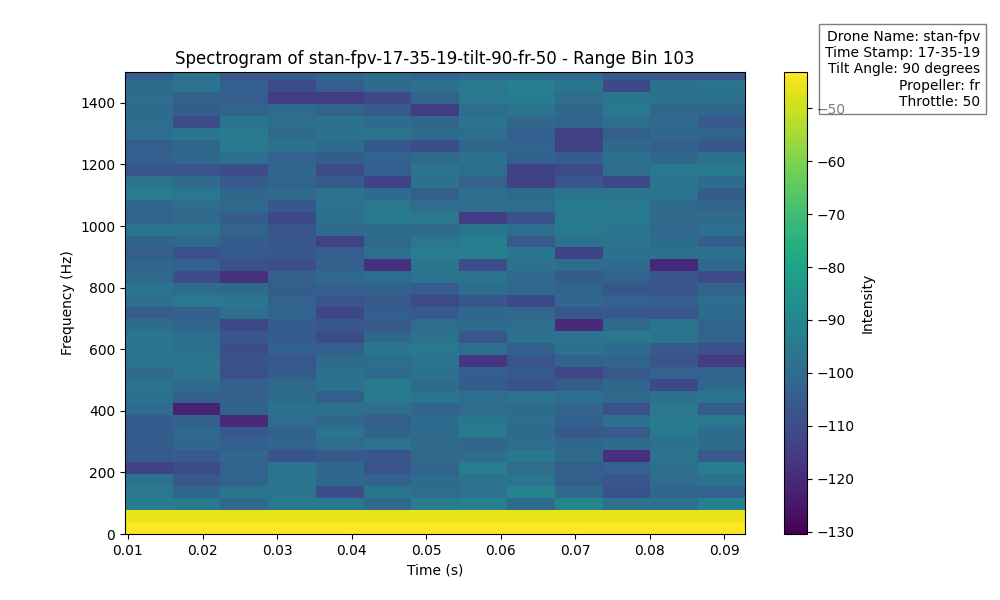 Drone Name: stan-fpv
Time Stamp: 17-35-19
Tilt Angle: 90 degrees
Propeller: fr
Throttle: 50
Spectrogram of stan-fpv-17-35-19-tilt-90-fr-50 - Range Bin 103
Frequency (Hz)
1400
1200
1000
800
600
400
200
0
0.01 0.02 0.03 0.04 0.05 0.06 0.07 0.08 0.09
Time (s)
−50
−60
−70
−80
−90
−100
−110
−120
−130
Intensity